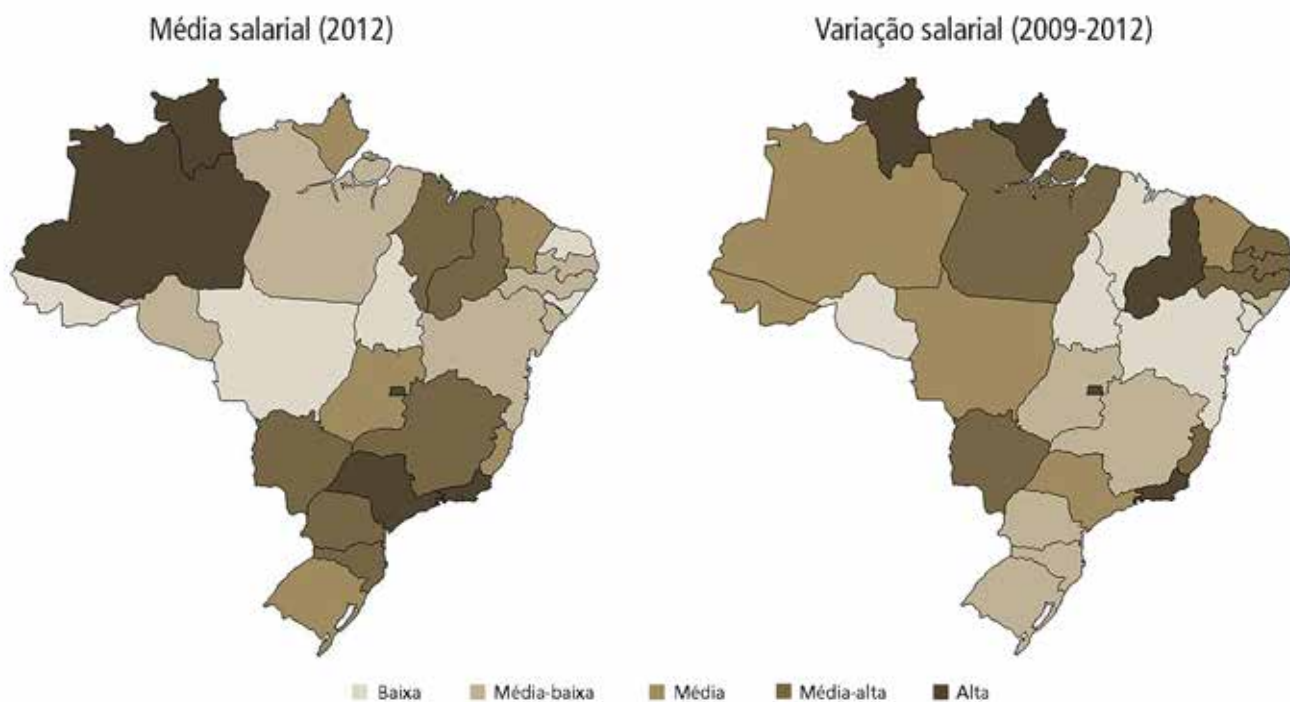 Média salarial (2012)
Variação salarial (2009-2012)
Baixa
Média-baixa
Média
Média-alta
Alta